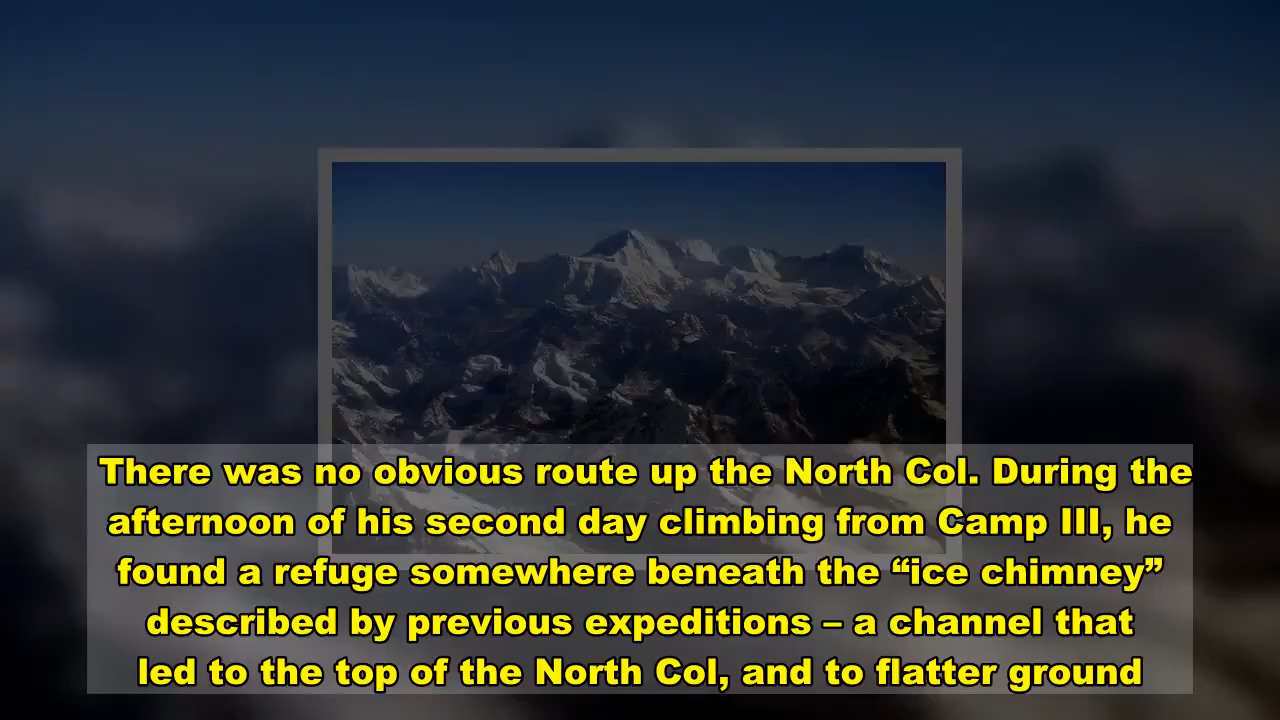 There was no obvious route up the North Col. During the
afternoon of his second day climbing from Camp III, he
found a refuge somewhere beneath the “ice chimney”
described by previous expeditions – a channel that
led to the top of the North Col, and to flatter ground